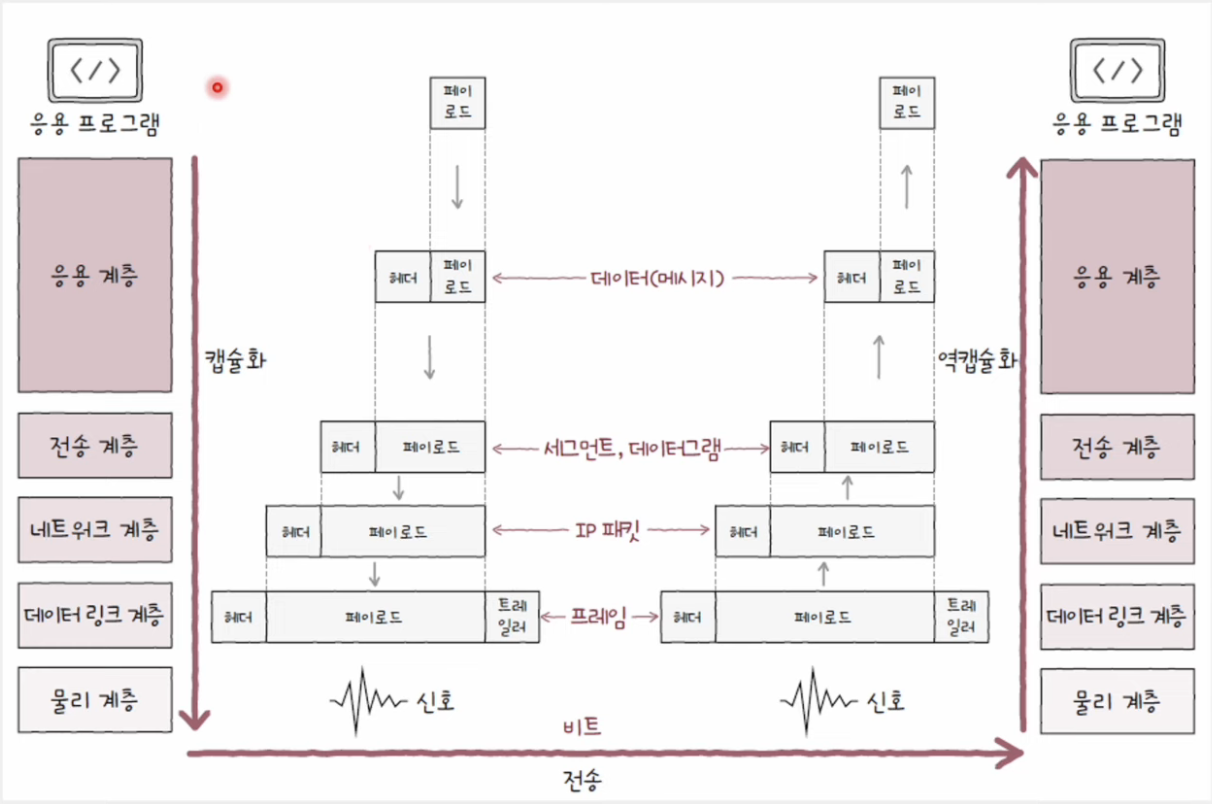 </>
</>
응용 프로그램
응용 프로그램
페이
로드
페이
로드
응용 계층
헤더
페이
로드
데이터(메시지)
헤더
페이
로드
응용 계층
캡슐화
역캡슐화
전송 계층
헤더
페이로드
세그먼트, 데이터그램
헤더
페이로드
전송 계층
네트워크 계층
헤더
페이로드
IP 패킷
헤더
페이로드
네트워크 계층
데이터 링크 계층
헤더
페이로드
트레
일러
프레임
헤더
페이로드
트레
일러
데이터 링크 계층
물리 계층
신호
신호
물리 계층
비트
전송